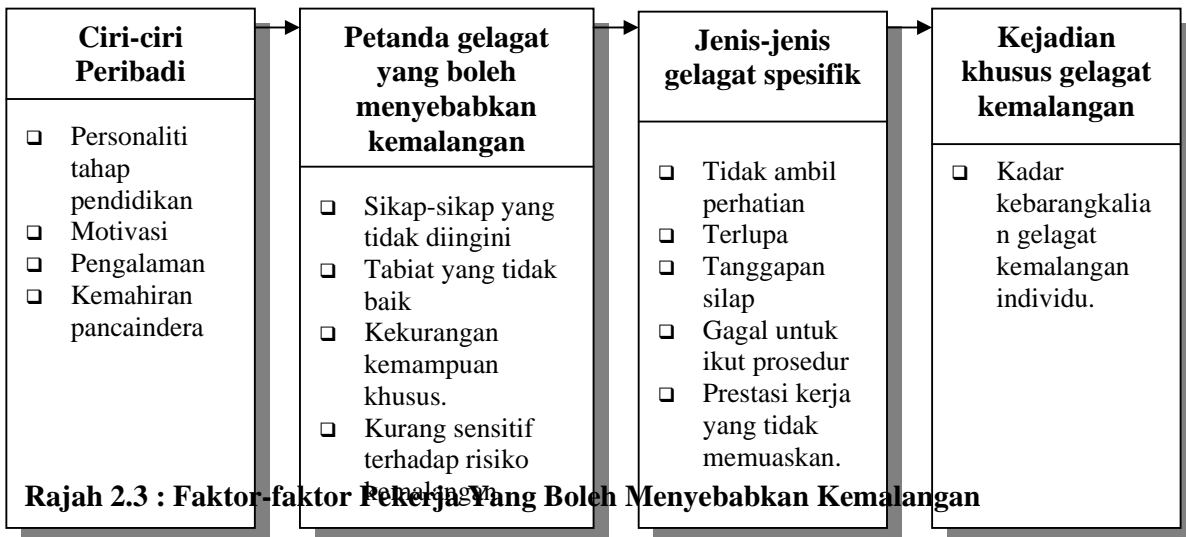 Ciri-ciri
Peribadi
Personaliti
tahap
pendidikan
Motivasi
Pengalaman
Kemahiran
pancaindera
Petanda gelagat
yang boleh
menyebabkan
kemalangan
Sikap-sikap yang
tidak diingini
Tabiat yang tidak
baik
Kekurangan
kemampuan
khusus.
Kurang sensitif
terhadap risiko
kemalangan.
Jenis-jenis
gelagat spesifik
Tidak ambil
perhatian
Terlupa
Tanggapan
silap
Gagal untuk
ikut prosedur
Prestasi kerja
yang tidak
memuaskan.
Kejadian
khusus gelagat
kemalangan
Kadar
kebarangkalia
n gelagat
kemalangan
individu.
Rajah 2.3 : Faktor-faktor Pekerja Yang Boleh Menyebabkan Kemalangan